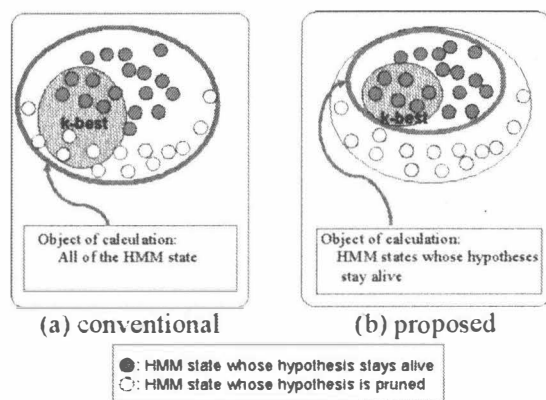 k-best
k-best
Object of calculation:
All of the HMM state
Object of calculation:
HMM states whose hypotheses
stay alive
(a) conventional
(b) proposed
: HMM state whose hypothesis stays alive
: HMM state whose hypothesis is pruned